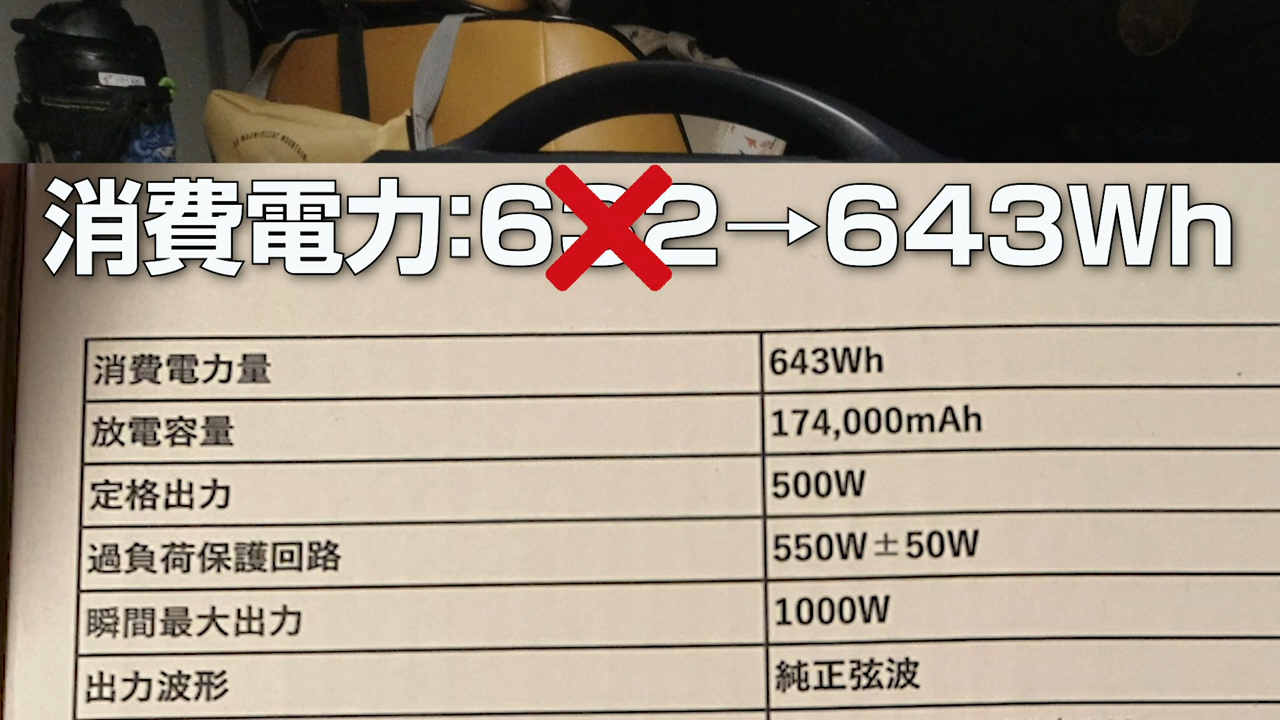 MAGNIFICENT MOUNTAIN
消費電力:632→643Wh
消費電力量 643Wh
放電容量 174,000mAh
定格出力 500W
過負荷保護回路 550W±50W
瞬間最大出力 1000W
出力波形 純正弦波